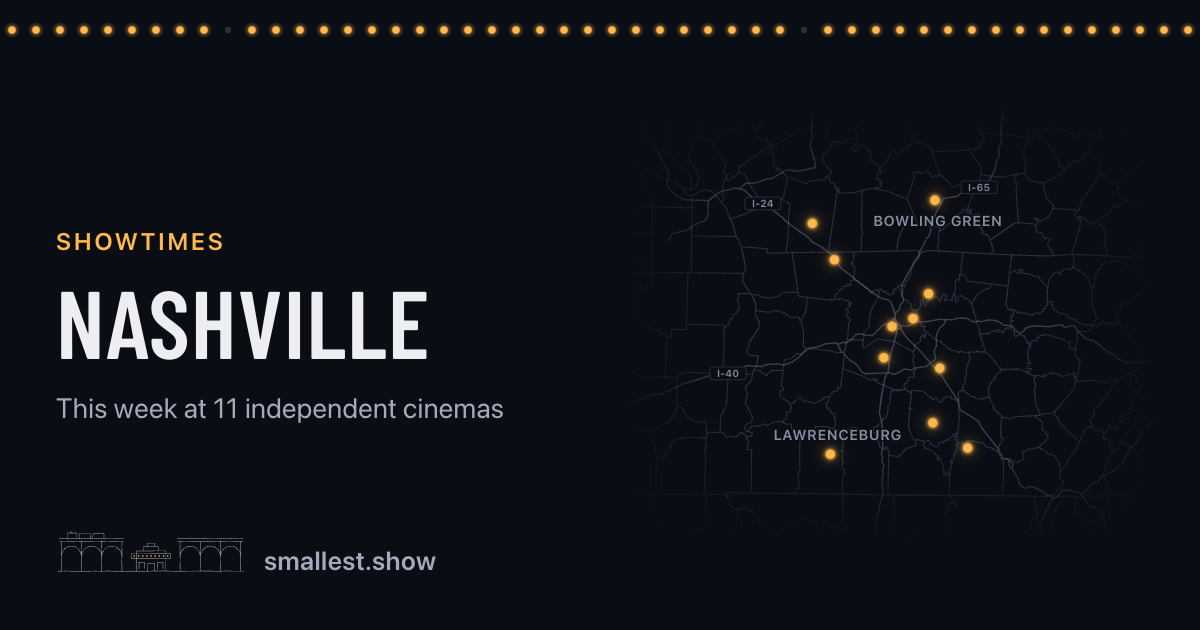 SHOWTIMES
NASHVILLE
This week at 11 independent cinemas
smallest.show
I-65
I-24
BOWLING GREEN
I-40
LAWRENCEBURG